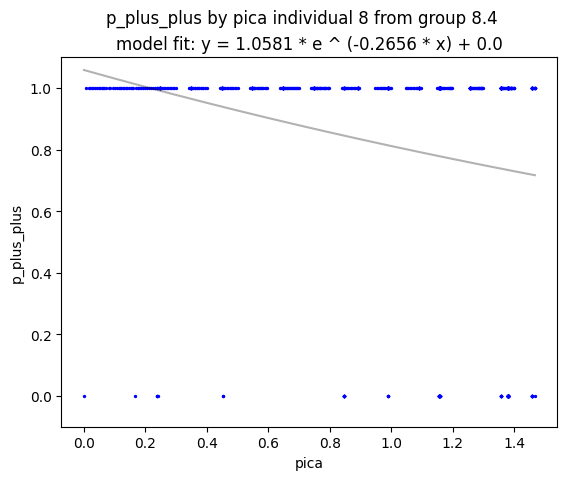 p_plus_plus by pica individual 8 from group 8.4
model fit: y = 1.0581 * e ^ (-0.2656 * x) + 0.0
1.0
0.8
0.6
0.4
0.2
0.0
p_plus_plus
0.0 0.2 0.4 0.6 0.8 1.0 1.2 1.4
pica